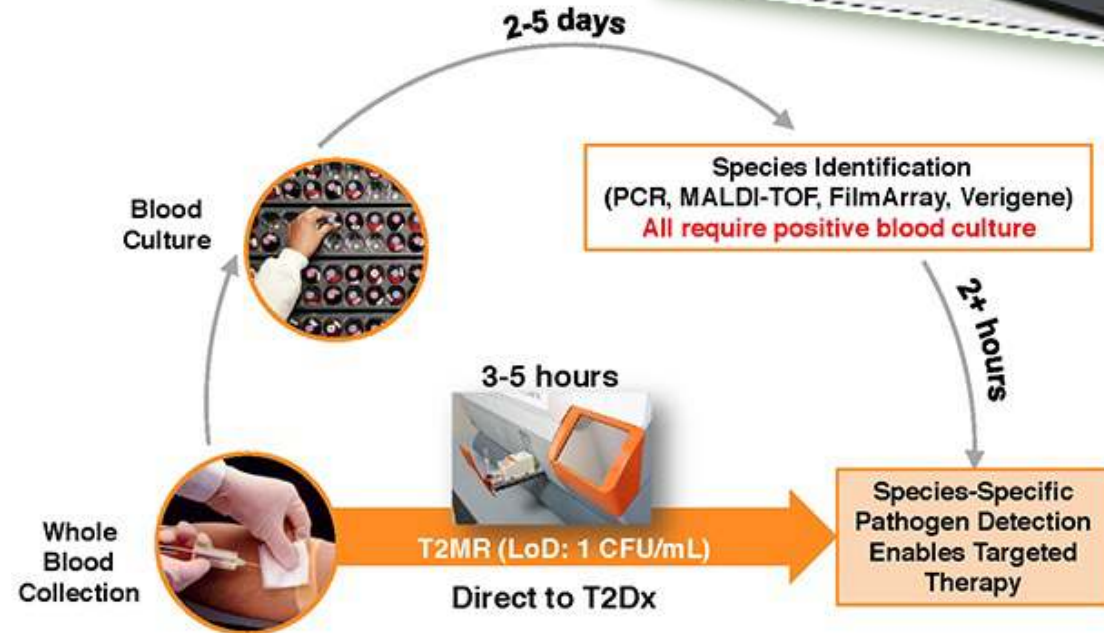 2-5 days
Blood
Culture
Species Identification
(PCR, MALDI-TOF, FilmArray, Verigene)
All require positive blood culture
2+ hours
3-5 hours
Whole
Blood
Collection
T2MR (LoD: 1 CFU/mL)
Direct to T2Dx
Species-Specific
Pathogen Detection
Enables Targeted
Therapy